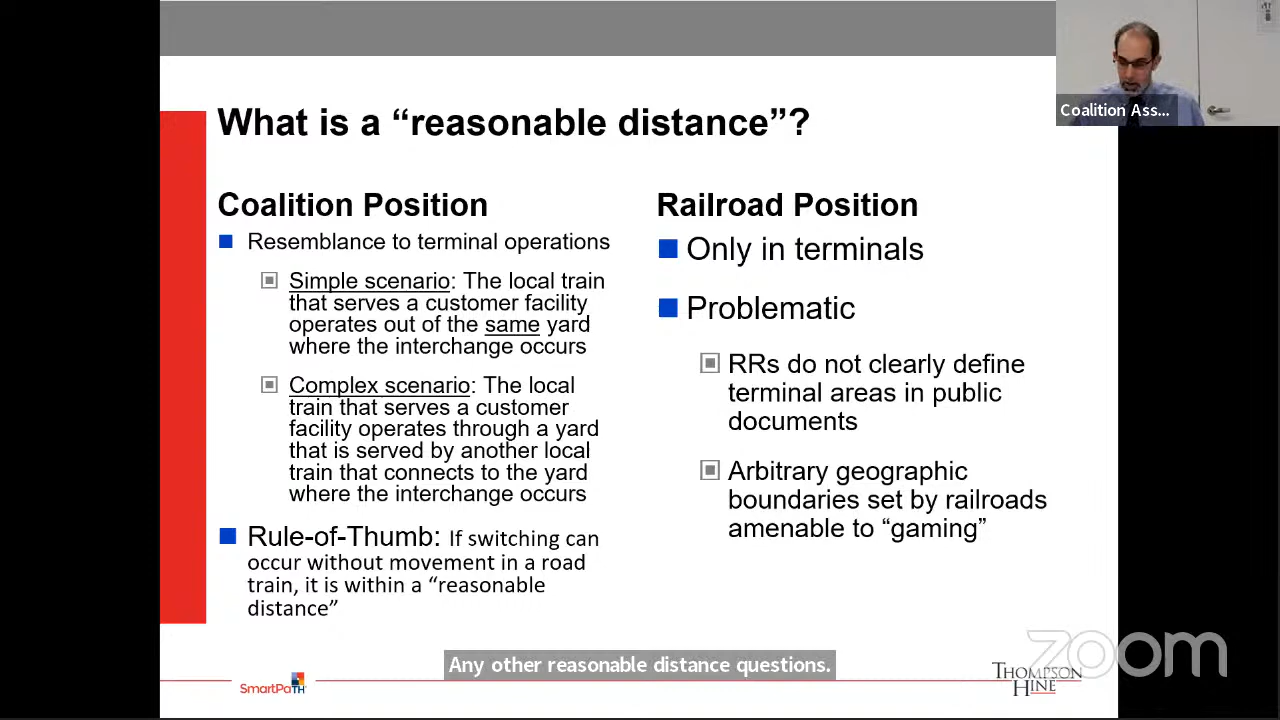 Coalition Ass...
What is a “reasonable distance”?
Coalition Position
Resemblance to terminal operations
Simple scenario: The local train
that serves a customer facility
operates out of the same yard
where the interchange occurs
Complex scenario: The local
train that serves a customer
facility operates through a yard
that is served by another local
train that connects to the yard
where the interchange occurs
Rule-of-Thumb: If switching can
occur without movement in a road
train, it is within a “reasonable
distance”
Railroad Position
Only in terminals
Problematic
RRs do not clearly define
terminal areas in public
documents
Arbitrary geographic
boundaries set by railroads
amenable to “gaming”
Any other reasonable distance questions.
SmartPaTH
THOMPSON
HINE
zoom